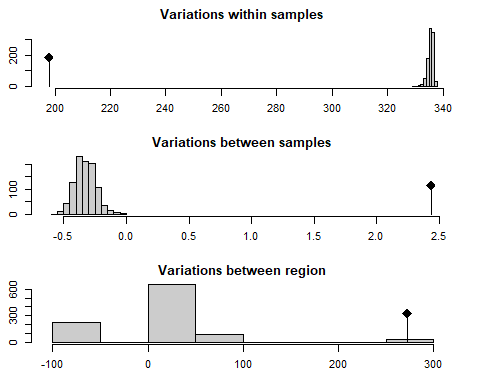 Variations within samples
200
0
200 220 240 260 280 300 320 340
Variations between samples
100
0
-0.5 0.0 0.5 1.0 1.5 2.0 2.5
Variations between region
600
300
0
-100 0 100 200 300